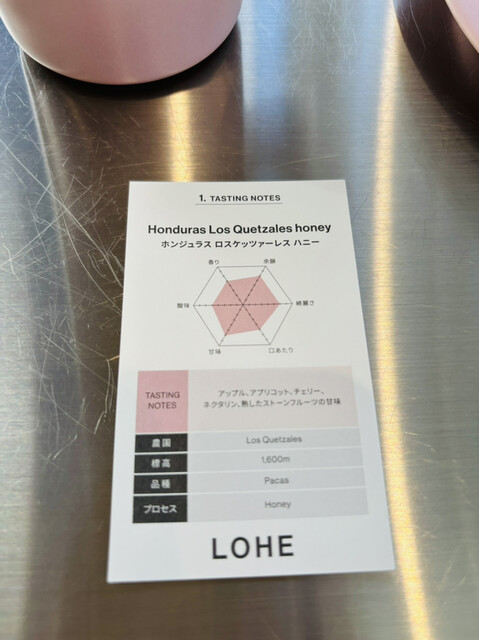 1. TASTING NOTES
Honduras Los Quetzales honey
ホンジュラス ロスケッツァーレス ハニー
香り
余韻
酸味
綺麗さ
甘味
口あたり
TASTING
NOTES
アップル、アプリコット、チェリー、
ネクタリン、熟したストーンフルーツの甘味
農園
Los Quetzales
標高
1,600m
品種
Pacas
プロセス
Honey
LOHE